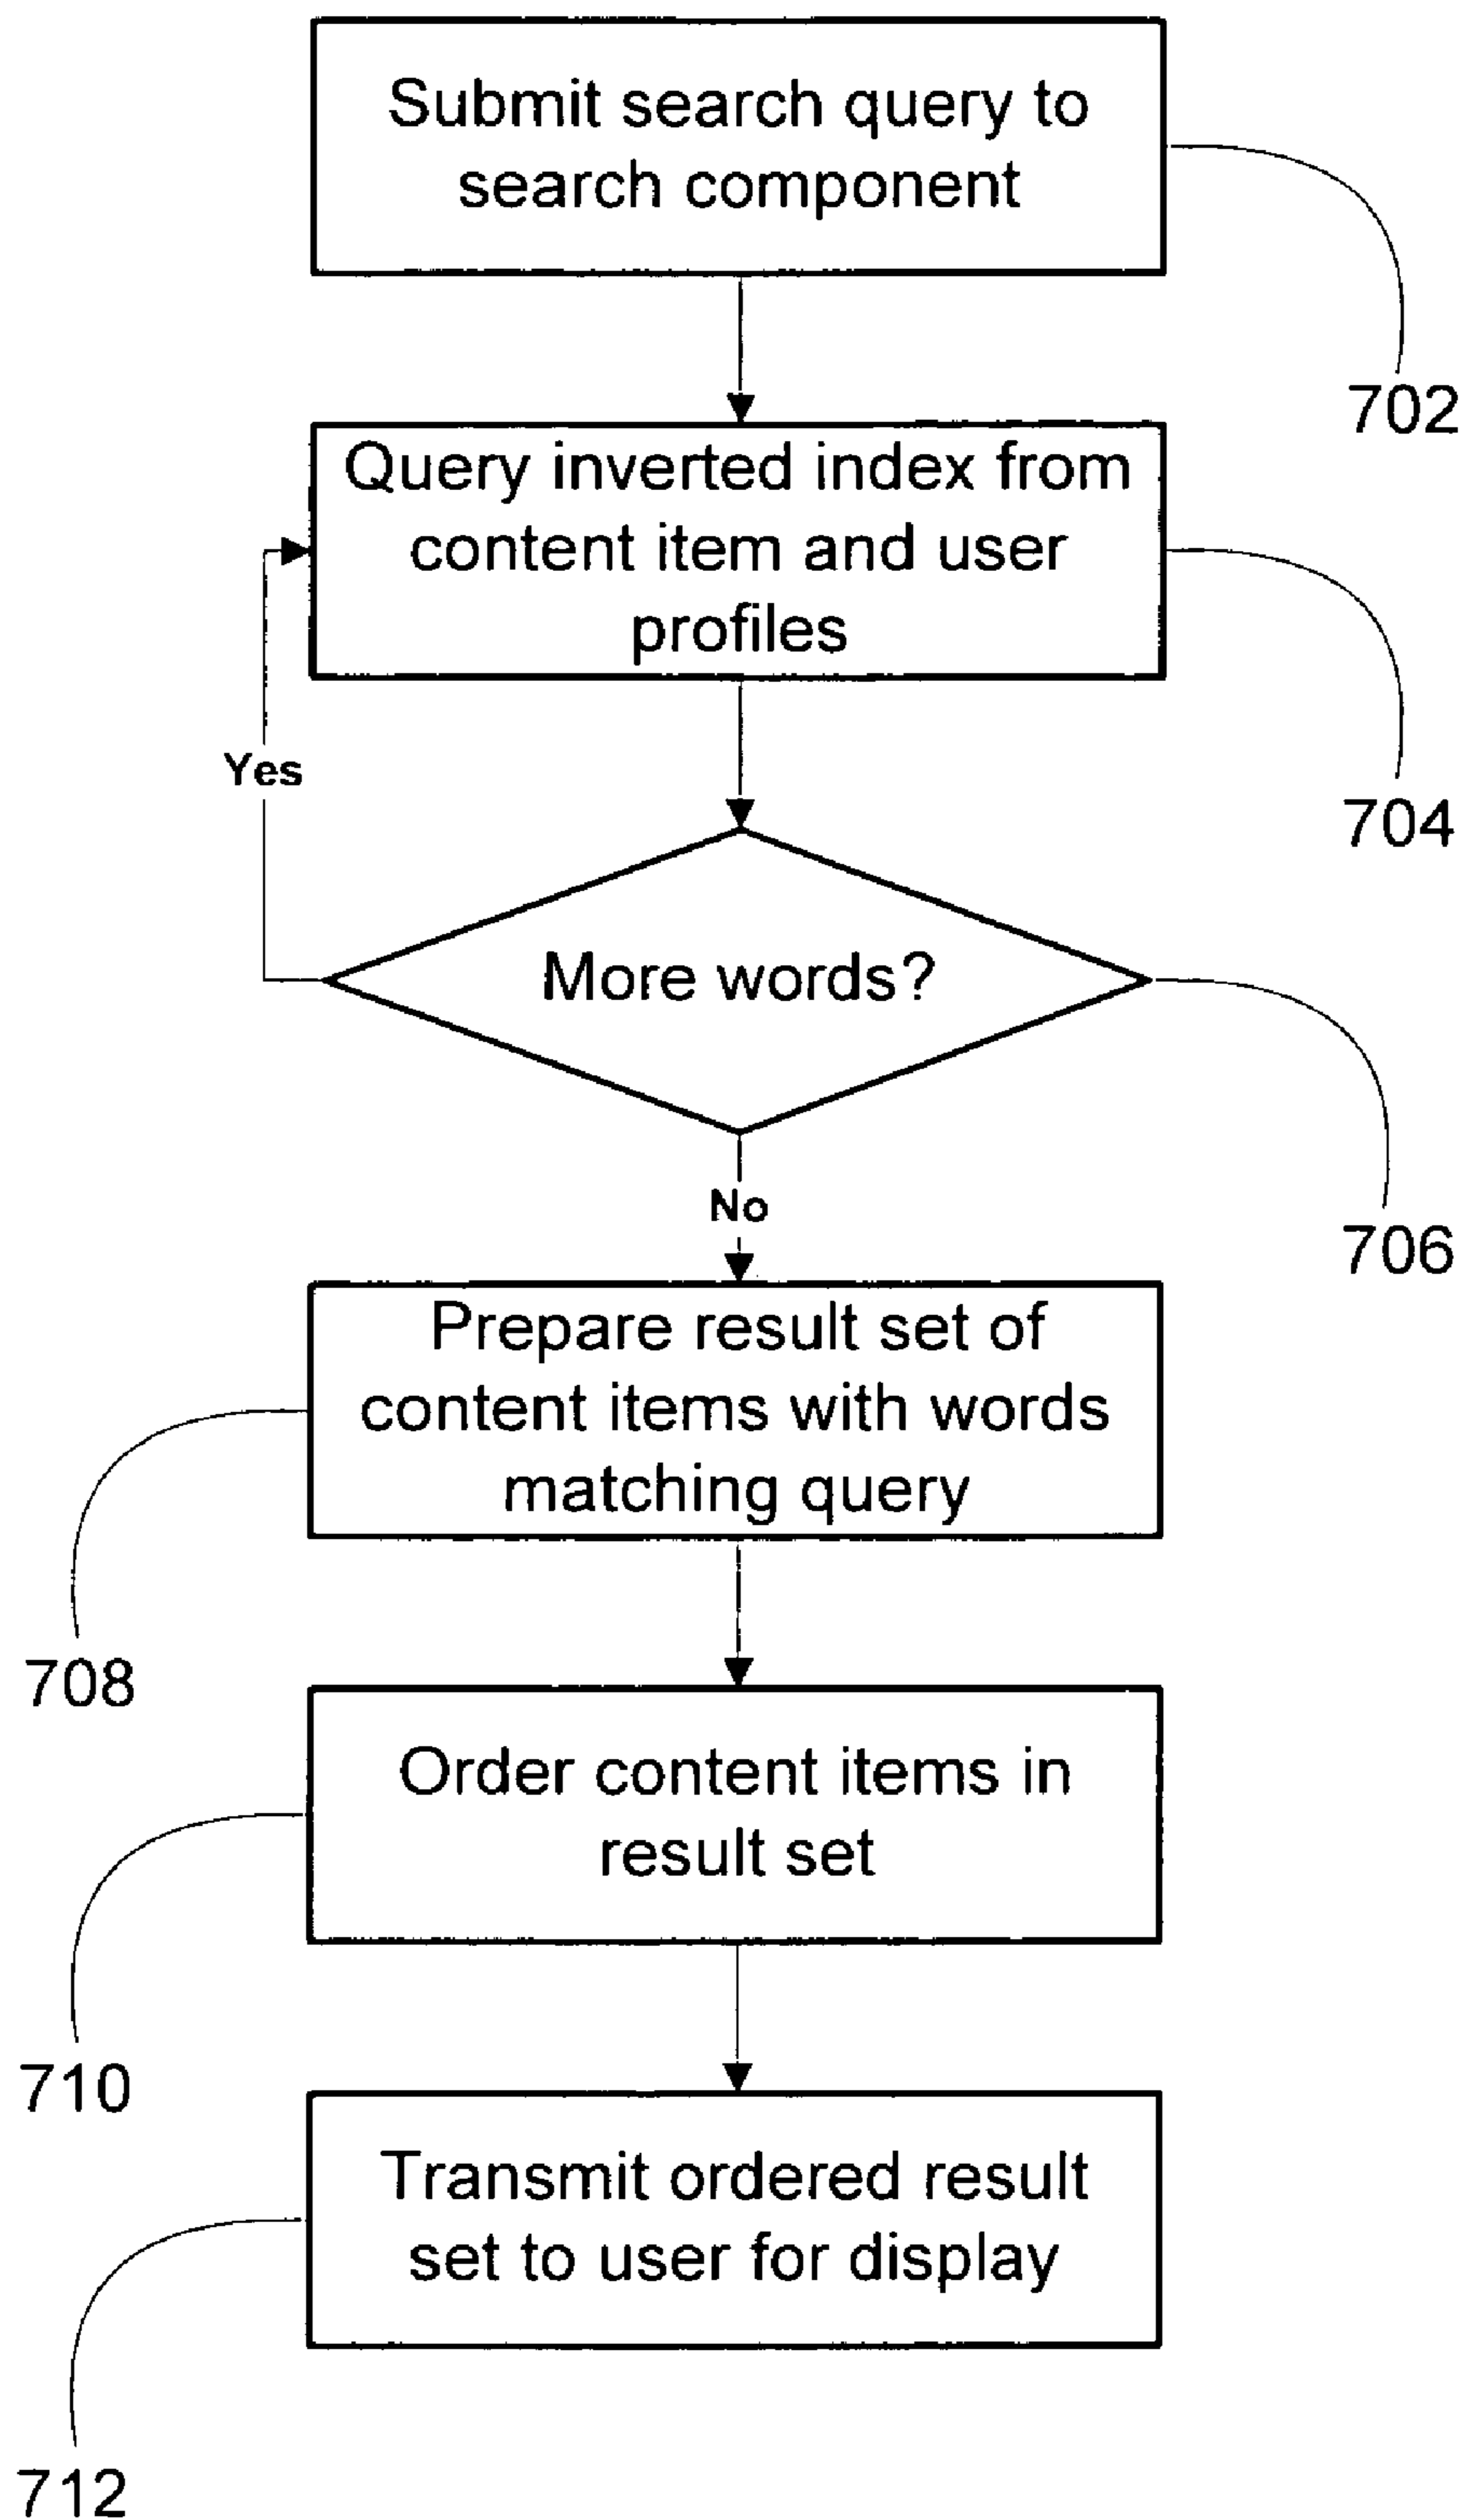 Submit search query to
search component
702
Query inverted index from
content item and user
profiles
704
Yes
More words?
706
No
Prepare result set of
content items with words
matching query
708
Order content items in
result set
710
Transmit ordered result
set to user for display
712